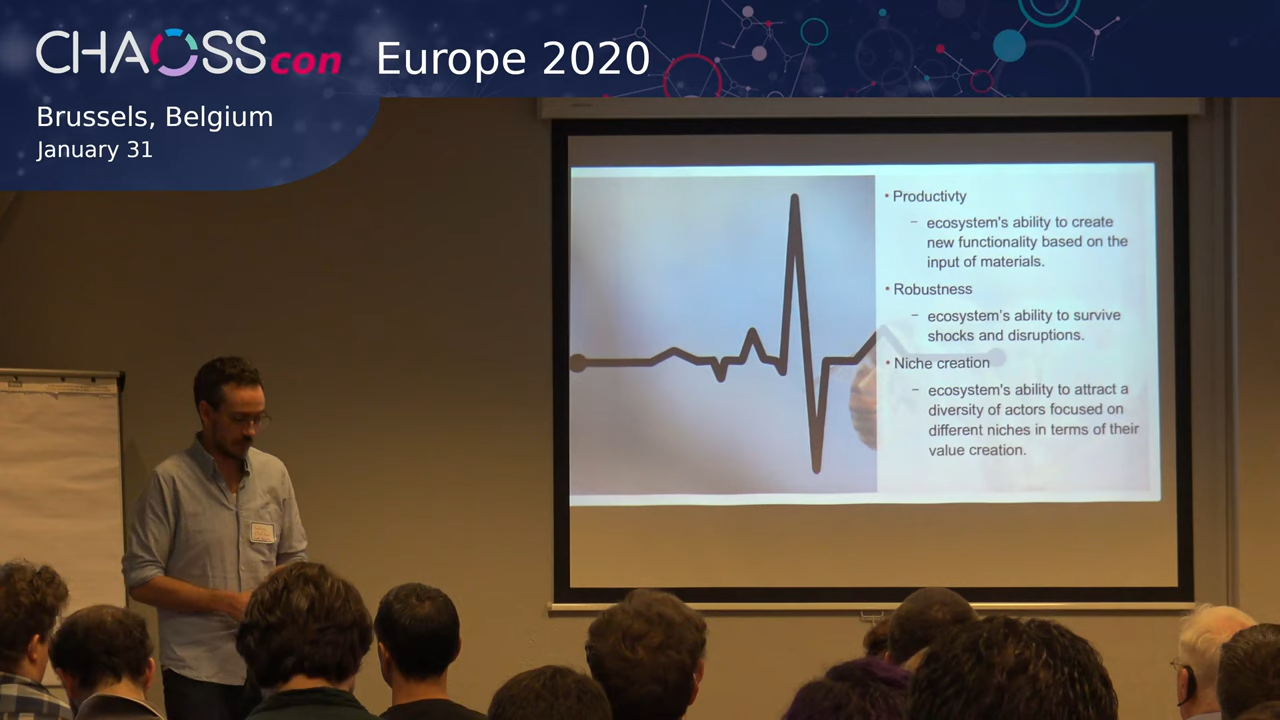 CHAOSScon Europe 2020
Brussels, Belgium
January 31
• Productivty
– ecosystem's ability to create
new functionality based on the
input of materials.
• Robustness
– ecosystem's ability to survive
shocks and disruptions.
• Niche creation
– ecosystem's ability to attract a
diversity of actors focused on
different niches in terms of their
value creation.